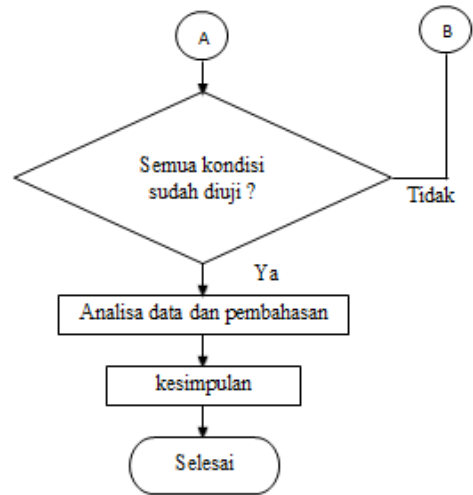 A
B
Semua kondisi
sudah diuji ?
Tidak
Ya
Analisa data dan pembahasan
kesimpulan
Selesai